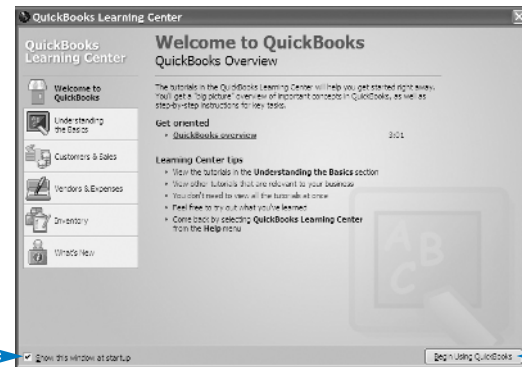 QuickBooks Learning Center
QuickBooks
Learning Center
Welcome to
QuickBooks
Understanding
the Basics
Customers & Sales
Vendors & Expenses
Inventory
What's New
Welcome to QuickBooks
QuickBooks Overview
The tutorials in the QuickBooks Learning Center will help you get started right away.
You'll get a "big picture" overview of important concepts in QuickBooks, as well as
step-by-step instructions for key tasks.
Get oriented
QuickBooks overview 3:01
Learning Center tips
View the tutorials in the Understanding the Basics section
View other tutorials that are relevant to your business
You don't need to view all the tutorials at once
Feel free to try out what you've learned
Come back by selecting QuickBooks Learning Center
from the Help menu
A B
C
Show this window at startup
Begin Using QuickBooks